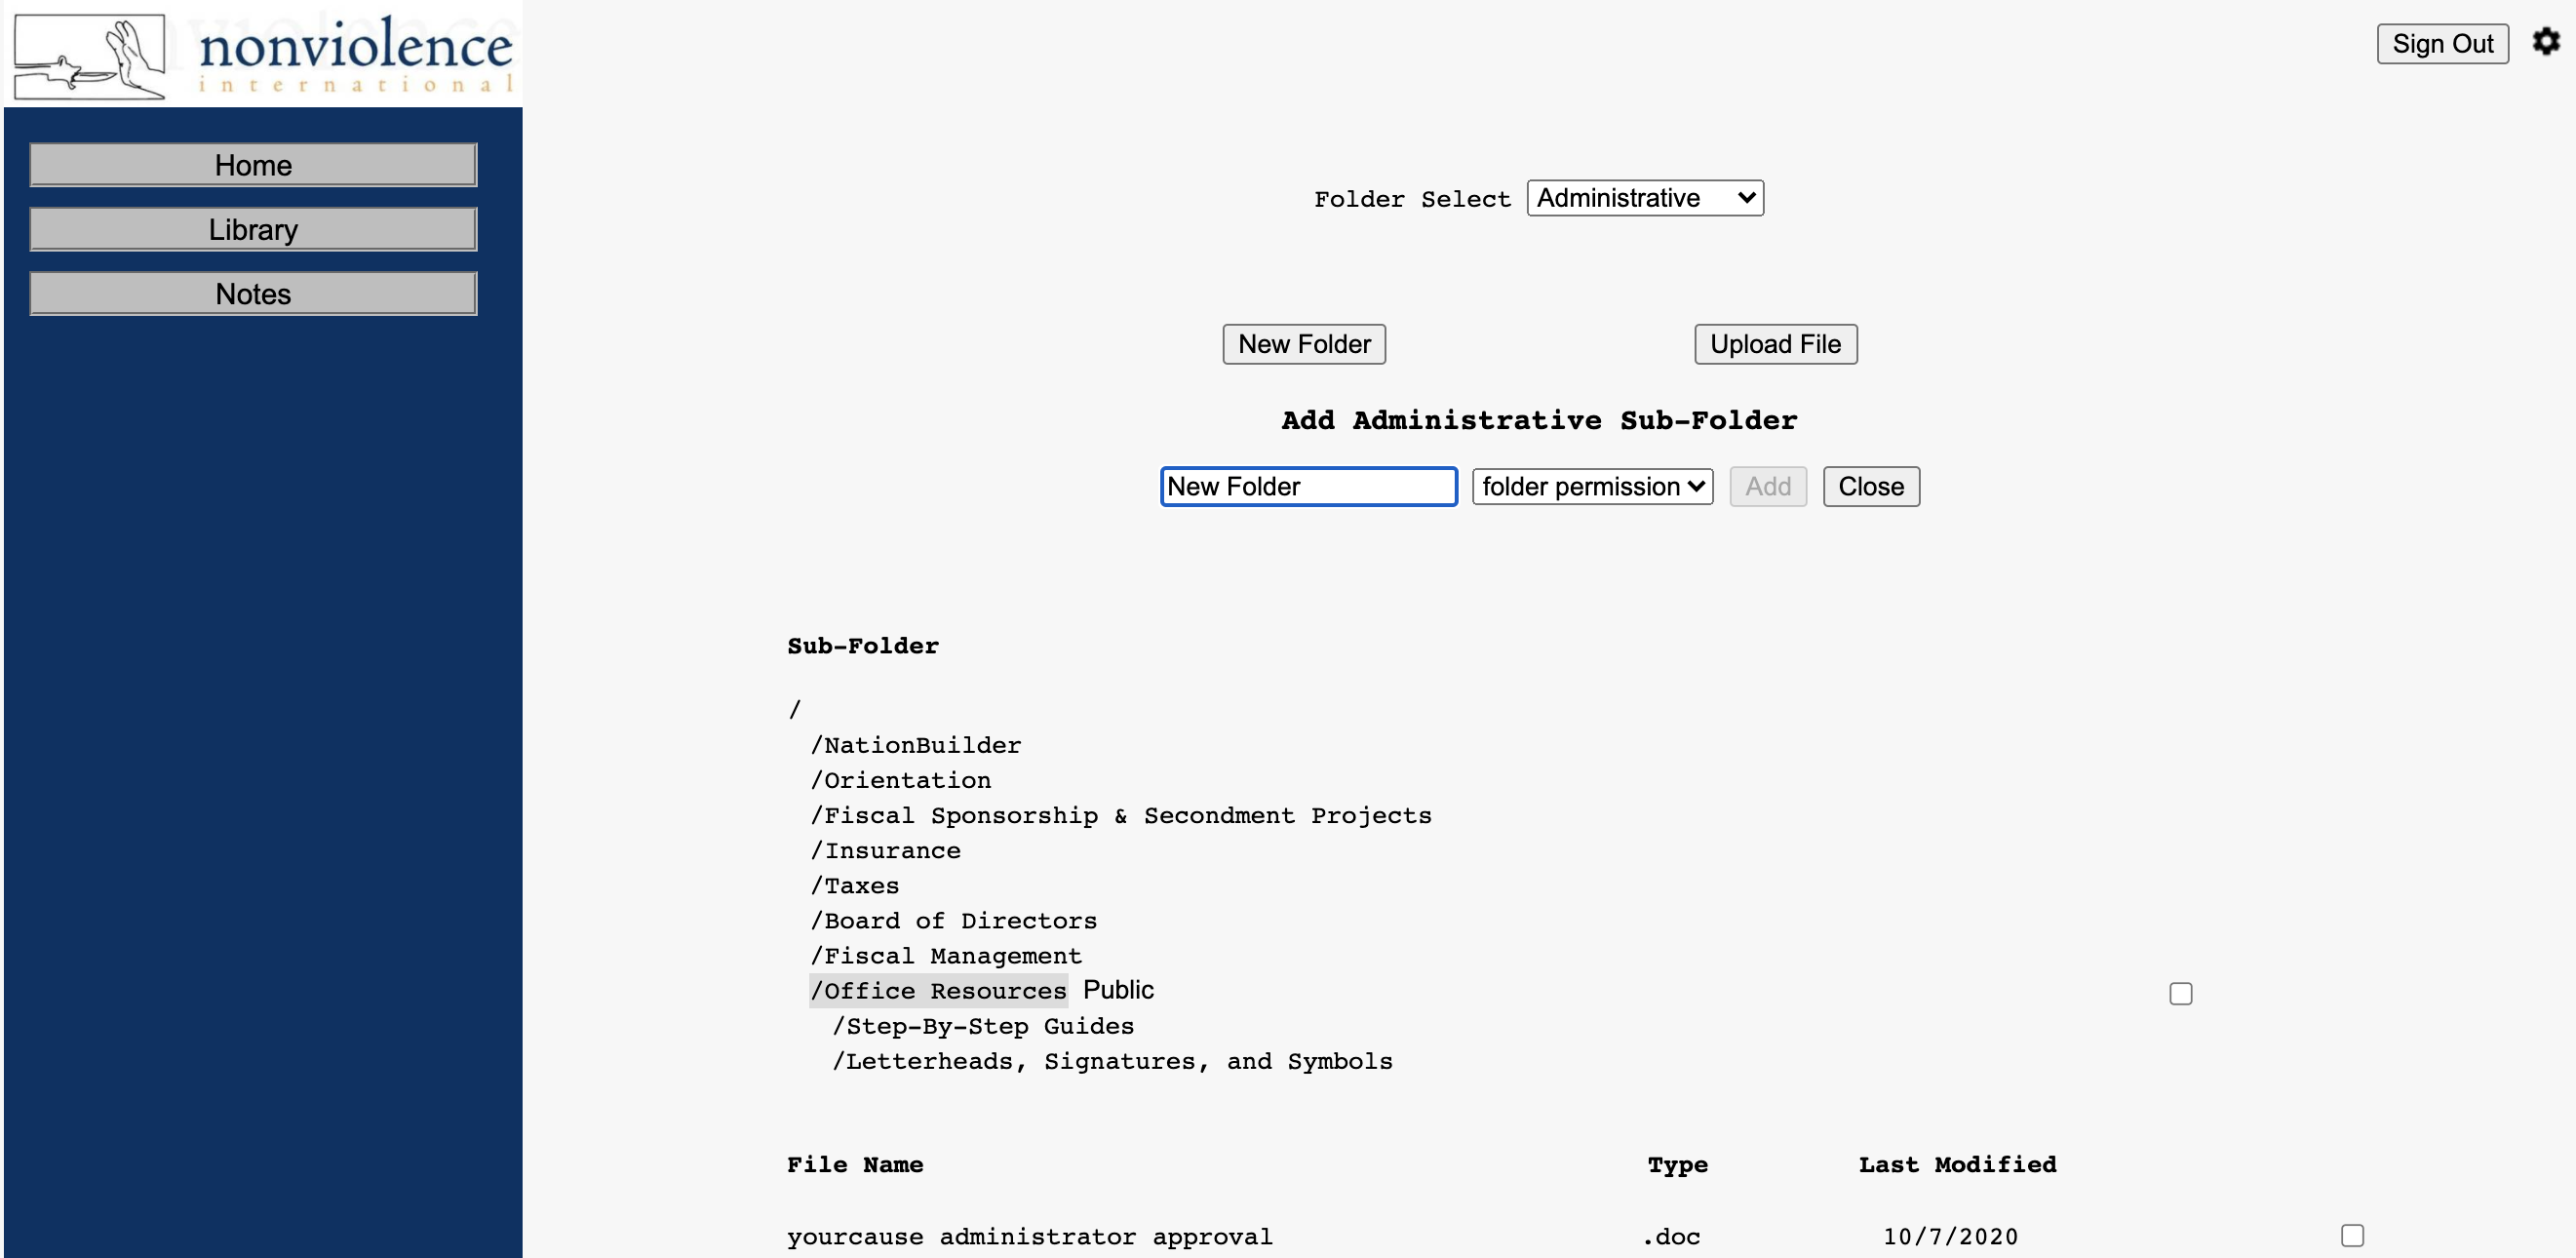 nonviolence
international
Sign Out
Home
Library
Notes
Folder Select Administrative
New Folder Upload File
Add Administrative Sub-Folder
New Folder folder permission Add Close
Sub-Folder
/
/NationBuilder
/Orientation
/Fiscal Sponsorship & Secondment Projects
/Insurance
/Taxes
/Board of Directors
/Fiscal Management
/Office Resources Public
/Step-By-Step Guides
/Letterheads, Signatures, and Symbols
File Name Type Last Modified
yourcause administrator approval .doc 10/7/2020